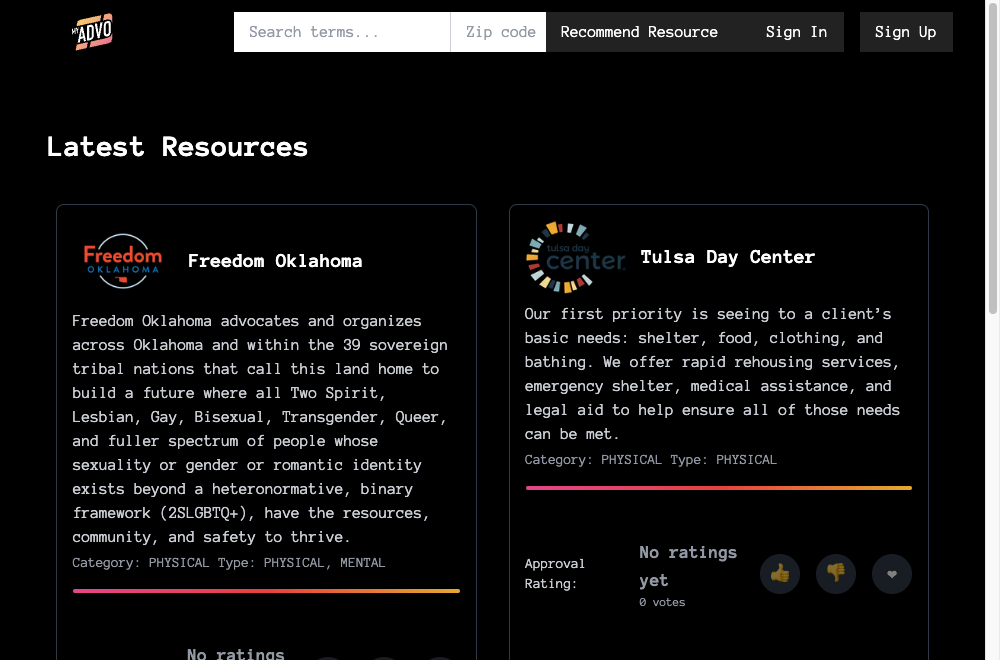 MY ADVO
Search terms...
Zip code
Recommend Resource
Sign In
Sign Up
Latest Resources
Freedom OKLAHOMA
Freedom Oklahoma
Freedom Oklahoma advocates and organizes
across Oklahoma and within the 39 sovereign
tribal nations that call this land home to
build a future where all Two Spirit,
Lesbian, Gay, Bisexual, Transgender, Queer,
and fuller spectrum of people whose
sexuality or gender or romantic identity
exists beyond a heteronormative, binary
framework (2SLGBTQ+), have the resources,
community, and safety to thrive.
Category: PHYSICAL Type: PHYSICAL, MENTAL
No ratings
tulsa day
center
Tulsa Day Center
Our first priority is seeing to a client’s
basic needs: shelter, food, clothing, and
bathing. We offer rapid rehousing services,
emergency shelter, medical assistance, and
legal aid to help ensure all of those needs
can be met.
Category: PHYSICAL Type: PHYSICAL
Approval
Rating:
No ratings
yet
0 votes